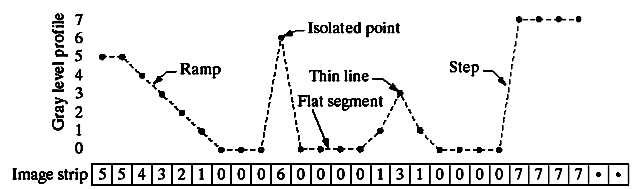 Gray level profile
7
6
5
4
3
2
1
0
Isolated point
Ramp
Thin line
Flat segment
Step
Image strip 5 5 4 3 2 1 0 0 0 6 0 0 0 0 1 3 1 0 0 0 0 7 7 7 7 • •